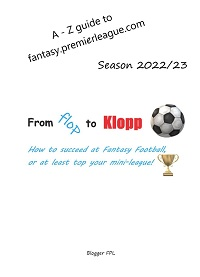 A - Z guide to
fantasy.premierleague.com
Season 2022/23
From flop to Klopp
How to succeed at Fantasy Football,
or at least top your mini-league!
Blogger FPL